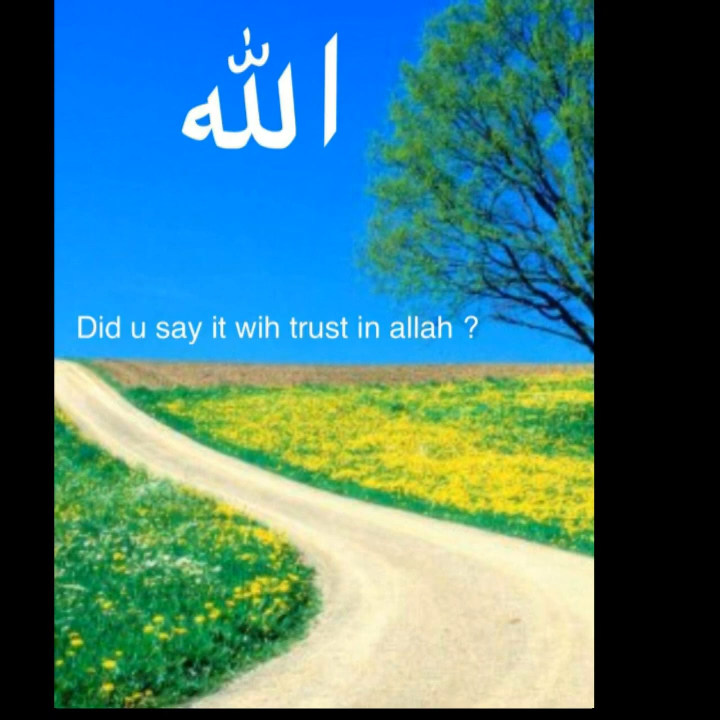 الله
Did u say it wih trust in allah ?